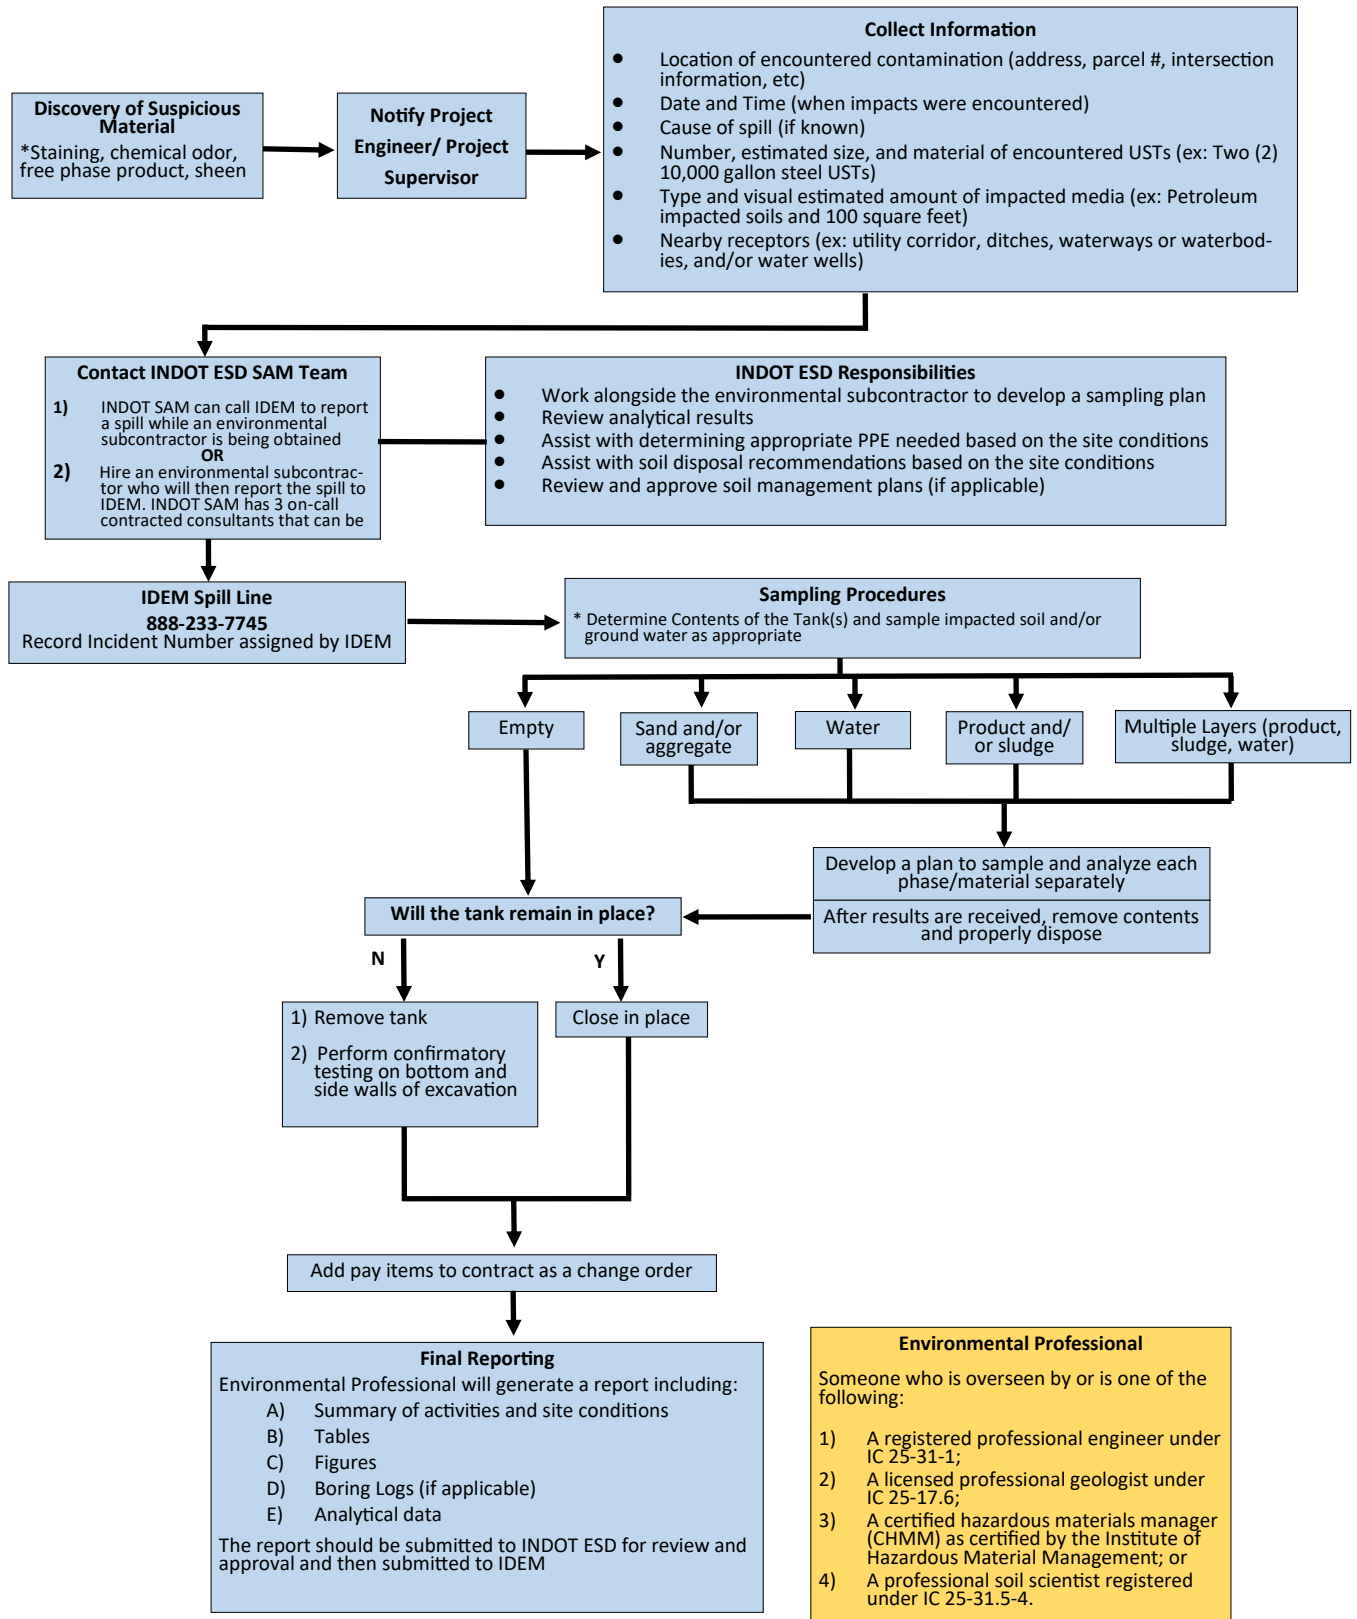 Discovery of Suspicious
Material
*Staining, chemical odor,
free phase product, sheen
Notify Project
Engineer/ Project
Supervisor
Collect Information
● Location of encountered contamination (address, parcel #, intersection
information, etc)
● Date and Time (when impacts were encountered)
● Cause of spill (if known)
● Number, estimated size, and material of encountered USTs (ex: Two (2)
10,000 gallon steel USTs)
● Type and visual estimated amount of impacted media (ex: Petroleum
impacted soils and 100 square feet)
● Nearby receptors (ex: utility corridor, ditches, waterways or waterbod-
ies, and/or water wells)
Contact INDOT ESD SAM Team
1) INDOT SAM can call IDEM to report
a spill while an environmental
subcontractor is being obtained
OR
2) Hire an environmental subcontrac-
tor who will then report the spill to
IDEM. INDOT SAM has 3 on-call
contracted consultants that can be
INDOT ESD Responsibilities
● Work alongside the environmental subcontractor to develop a sampling plan
● Review analytical results
● Assist with determining appropriate PPE needed based on the site conditions
● Assist with soil disposal recommendations based on the site conditions
● Review and approve soil management plans (if applicable)
IDEM Spill Line
888-233-7745
Record Incident Number assigned by IDEM
Sampling Procedures
* Determine Contents of the Tank(s) and sample impacted soil and/or
ground water as appropriate
Empty
Sand and/or
aggregate
Water
Product and/
or sludge
Multiple Layers (product,
sludge, water)
Develop a plan to sample and analyze each
phase/material separately
After results are received, remove contents
and properly dispose
Will the tank remain in place?
N
Y
1) Remove tank
2) Perform confirmatory
testing on bottom and
side walls of excavation
Close in place
Add pay items to contract as a change order
Final Reporting
Environmental Professional will generate a report including:
A) Summary of activities and site conditions
B) Tables
C) Figures
D) Boring Logs (if applicable)
E) Analytical data
The report should be submitted to INDOT ESD for review and
approval and then submitted to IDEM
Environmental Professional
Someone who is overseen by or is one of the
following:
1) A registered professional engineer under
IC 25-31-1;
2) A licensed professional geologist under
IC 25-17.6;
3) A certified hazardous materials manager
(CHMM) as certified by the Institute of
Hazardous Material Management; or
4) A professional soil scientist registered
under IC 25-31.5-4.